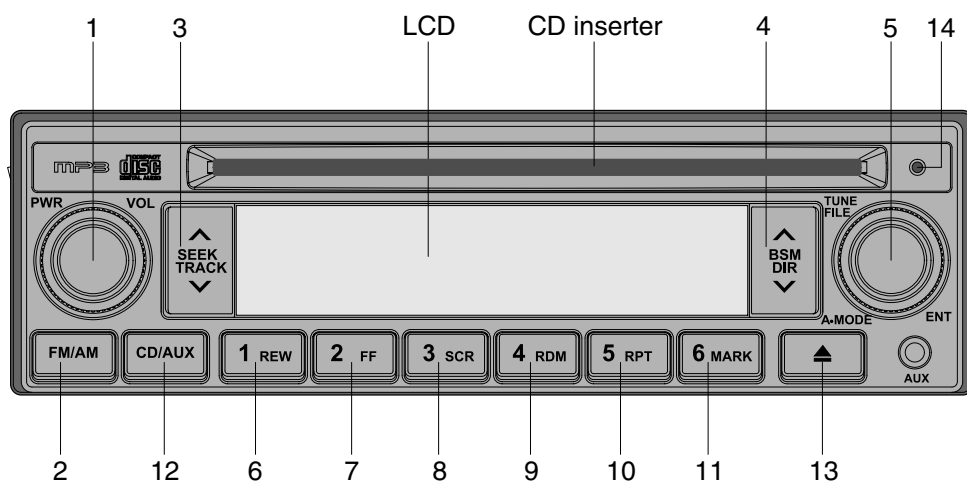 1 3 LCD CD inserter 4 5 14
MP3 COMPACT disc DIGITAL AUDIO
PWR VOL
SEEK
TRACK
BSM
DIR
TUNE
FILE
A•MODE ENT
FM/AM CD/AUX 1 REW 2 FF 3 SCR 4 RDM 5 RPT 6 MARK
AUX
2 12 6 7 8 9 10 11 13